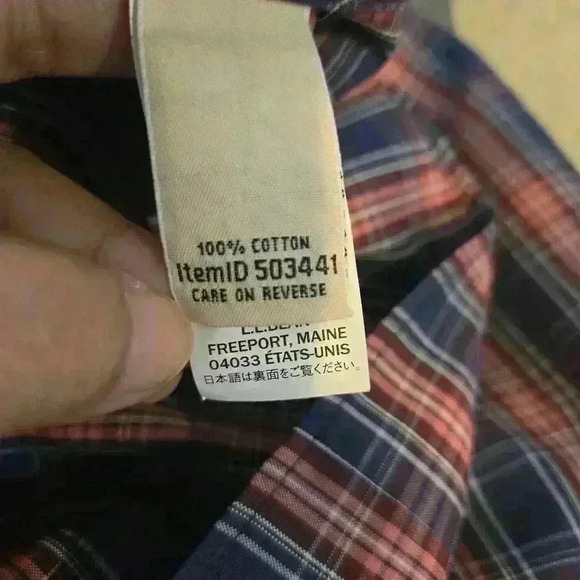 100% COTTON
ItemID 503441
CARE ON REVERSE
L.L.BEAN
FREEPORT, MAINE
04033 ÉTATS-UNIS
日本語は裏面をご覧ください。